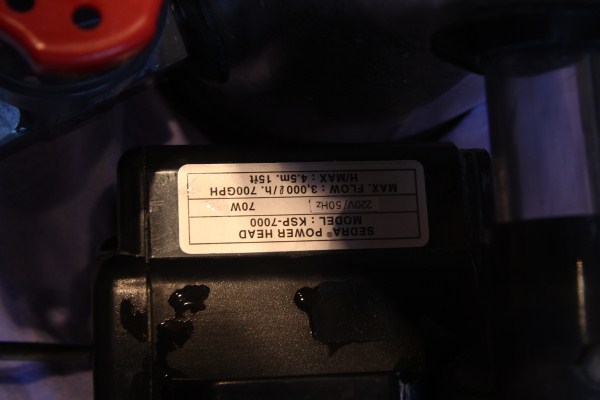 SEDRA® POWER HEAD
MODEL : KSP-7000
220V/50Hz 70W
MAX. FLOW : 3,000ℓ/h. 700GPH
H/MAX : 4.5m. 15ft